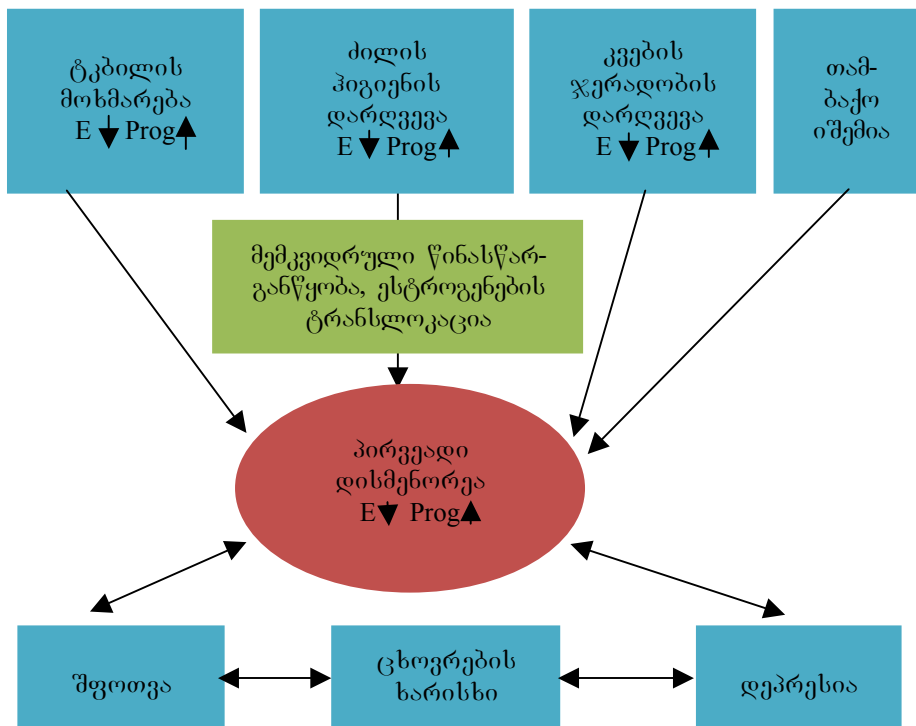 ტკბილის
მოხმარება
E ↓ Prog↑
ძილის
ჰიგიენის
დარღვევა
E ↓ Prog↑
კვების
ჯერადობის
დარღვევა
E ↓ Prog↑
თამ-
ბაქო
იშემია
მემკვიდრული წინასწარ-
განწყობა, ესტროგენების
ტრანსლოკაცია
პირველადი
დისმენორეა
E↓ Prog↑
შფოთვა
ცხოვრების
ხარისხი
დეპრესია